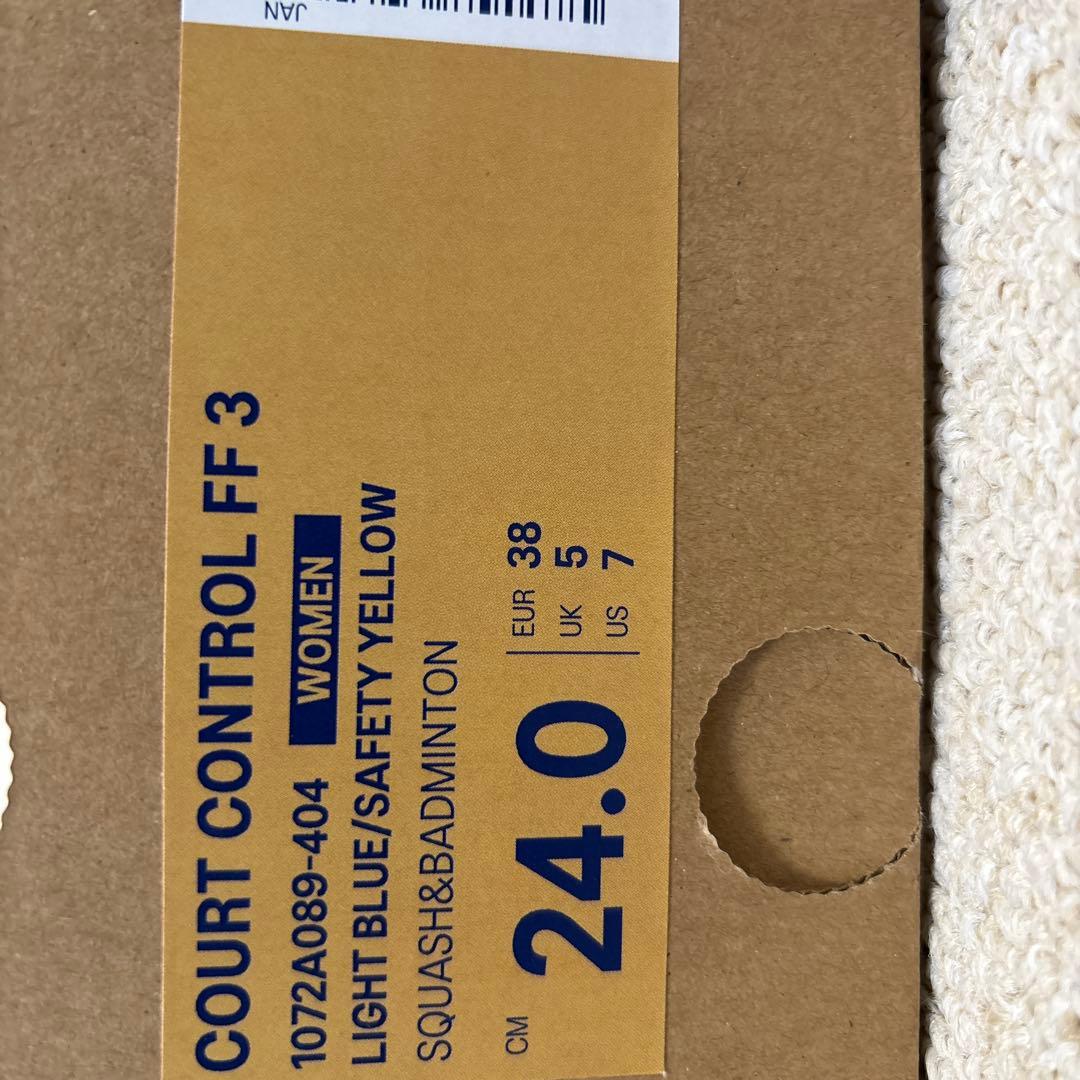 COURT CONTROL FF 3
1072A089-404 WOMEN
LIGHT BLUE/SAFETY YELLOW
SQUASH&BADMINTON
CM 24.0
EUR 38
UK 5
US 7
JAN